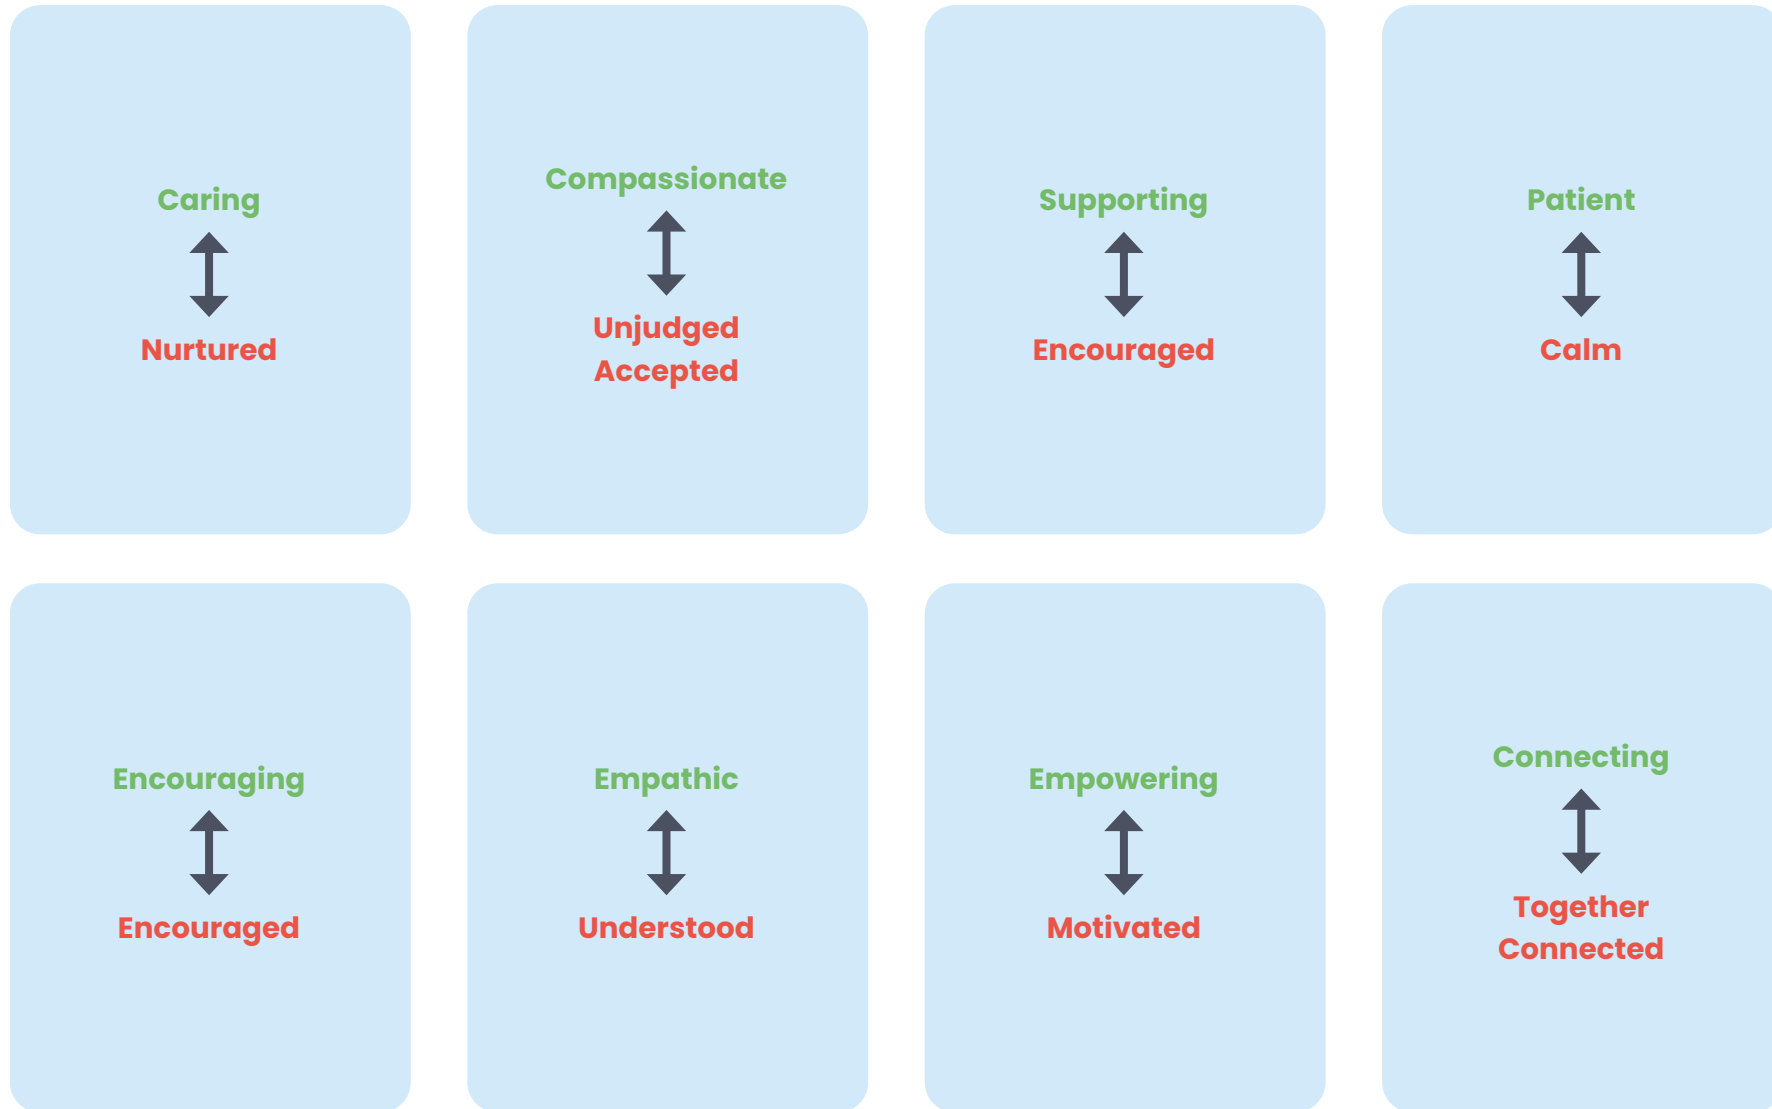 Caring
Nurtured
Compassionate
Unjudged
Accepted
Supporting
Encouraged
Patient
Calm
Encouraging
Encouraged
Empathic
Understood
Empowering
Motivated
Connecting
Together
Connected